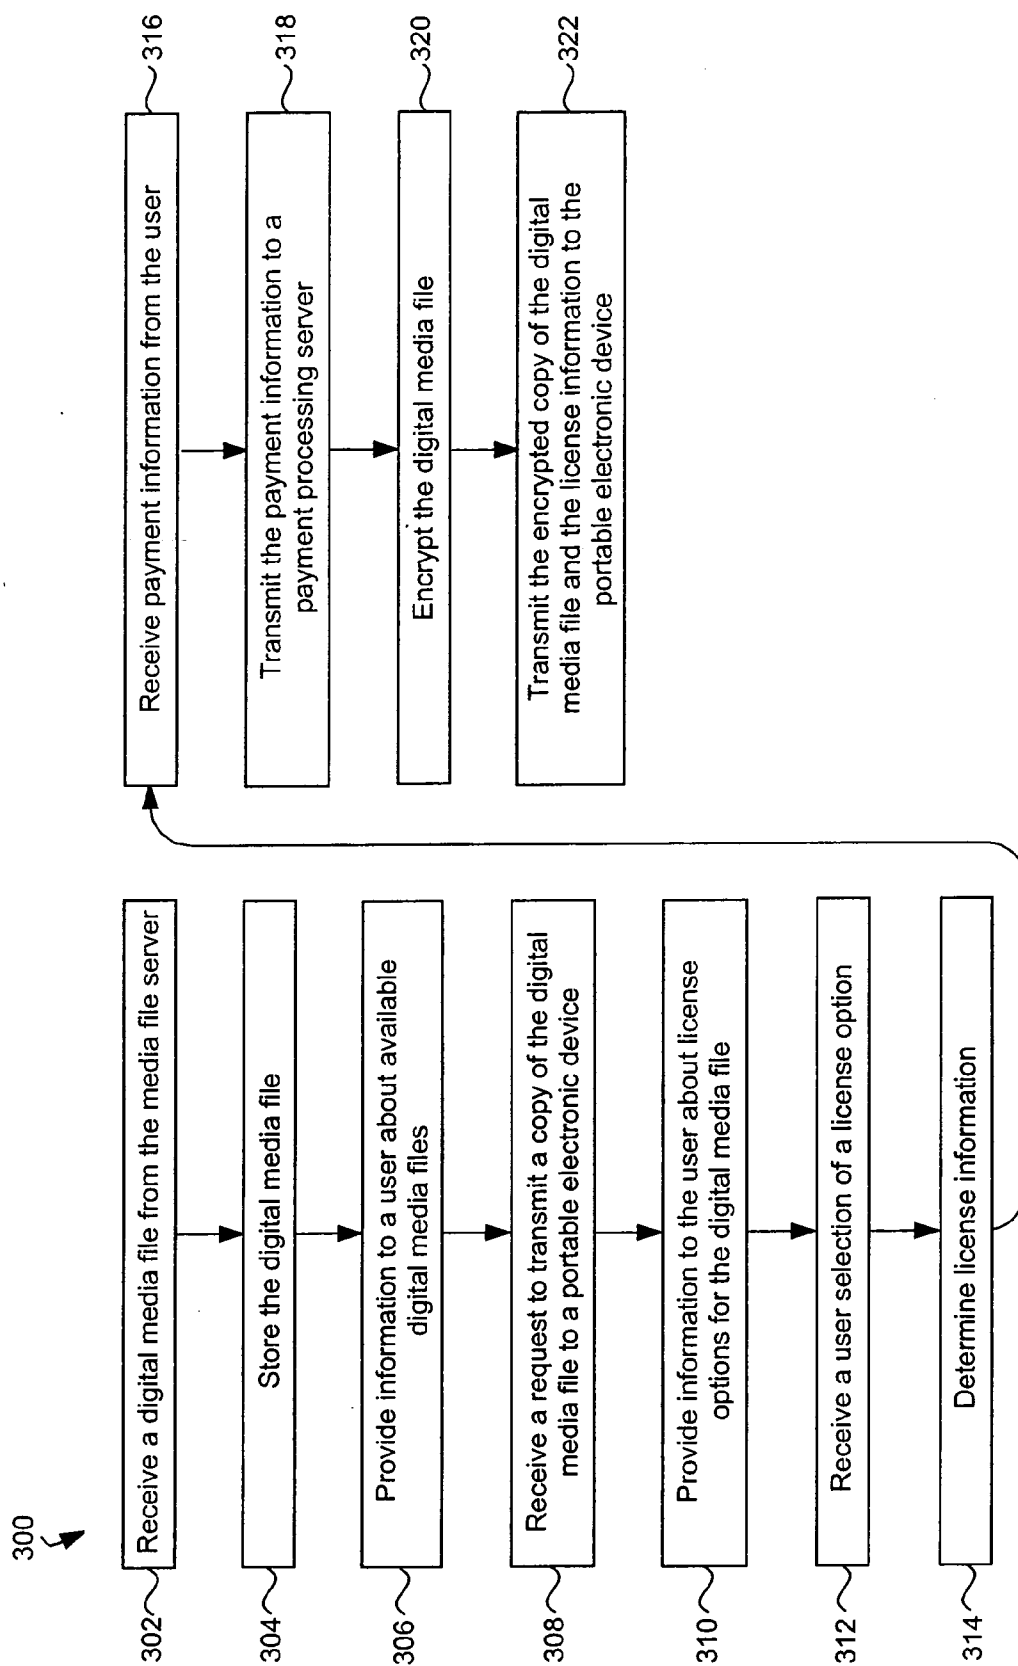 300
302
Receive a digital media file from the media file server
304
Store the digital media file
306
Provide information to a user about available
digital media files
308
Receive a request to transmit a copy of the digital
media file to a portable electronic device
310
Provide information to the user about license
options for the digital media file
312
Receive a user selection of a license option
314
Determine license information
Receive payment information from the user
316
Transmit the payment information to a
payment processing server
318
Encrypt the digital media file
320
Transmit the encrypted copy of the digital
media file and the license information to the
portable electronic device
322